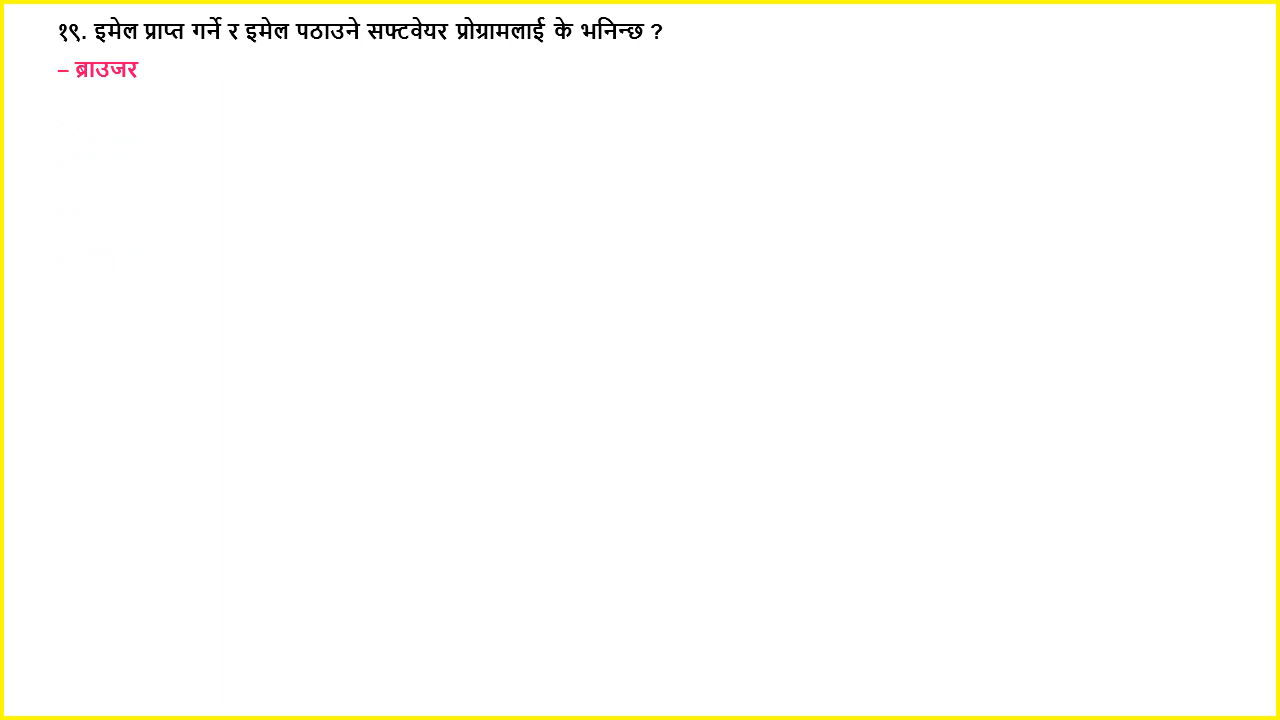 १९. इमेल प्राप्त गर्ने र इमेल पठाउने सफ्टवेयर प्रोग्रामलाई के भनिन्छ ?
– ब्राउजर